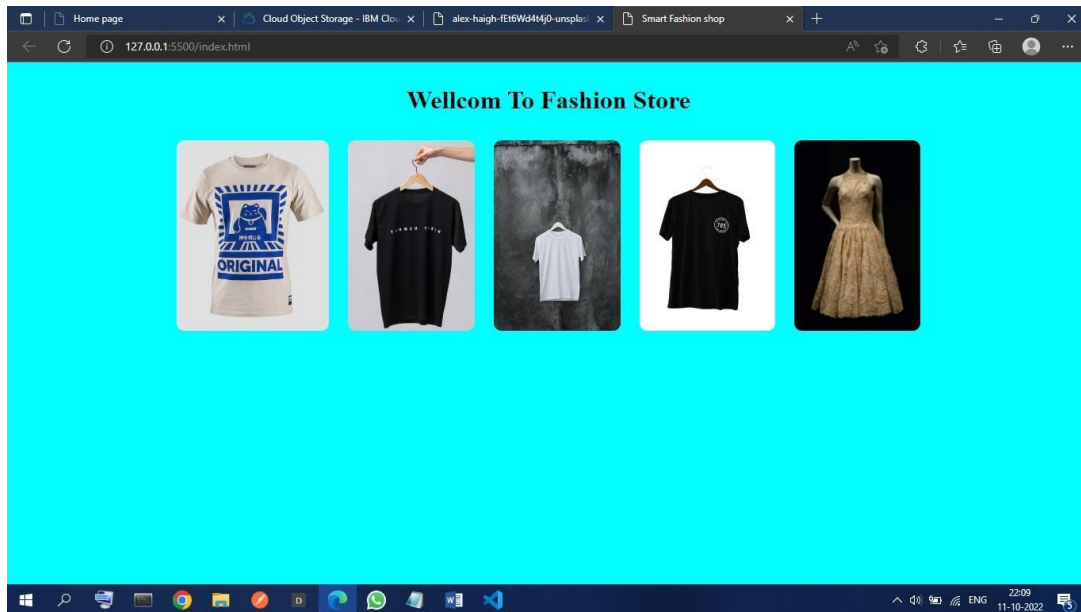 Home page
Cloud Object Storage - IBM Clou
alex-haigh-fEt6Wd4t4j0-unsplas
Smart Fashion shop
127.0.0.1:5500/index.html
Wellcom To Fashion Store
ORIGINAL
705
ENG
22:09
11-10-2022